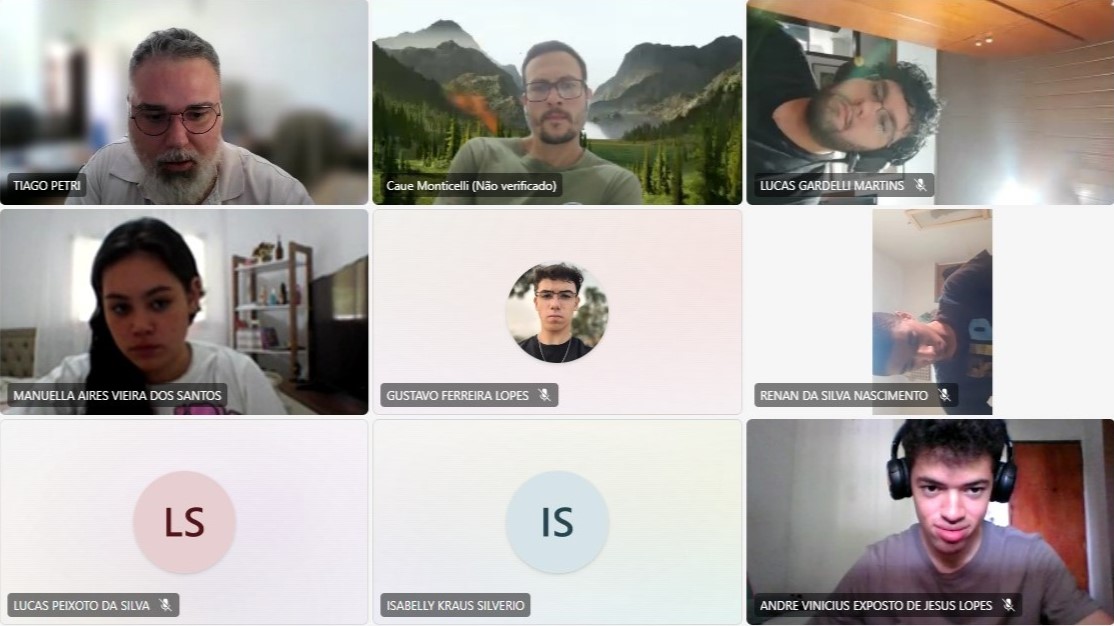 TIAGO PETRI
Caue Monticelli (Não verificado)
LUCAS GARDELLI MARTINS
MANUELLA AIRES VIEIRA DOS SANTOS
GUSTAVO FERREIRA LOPES
RENAN DA SILVA NASCIMENTO
LS
LUCAS PEIXOTO DA SILVA
IS
ISABELLY KRAUS SILVERIO
ANDRE VINICIUS EXPOSTO DE JESUS LOPES